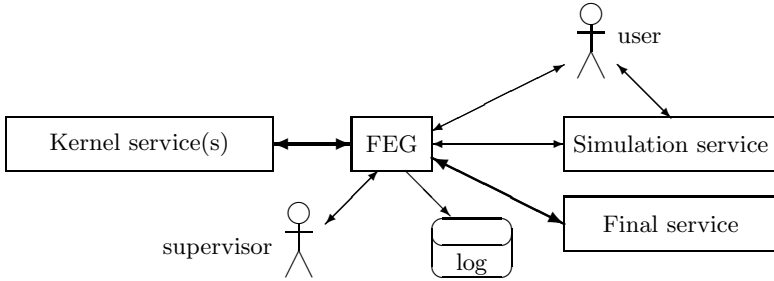 user
Kernel service(s)
FEG
Simulation service
Final service
supervisor
log